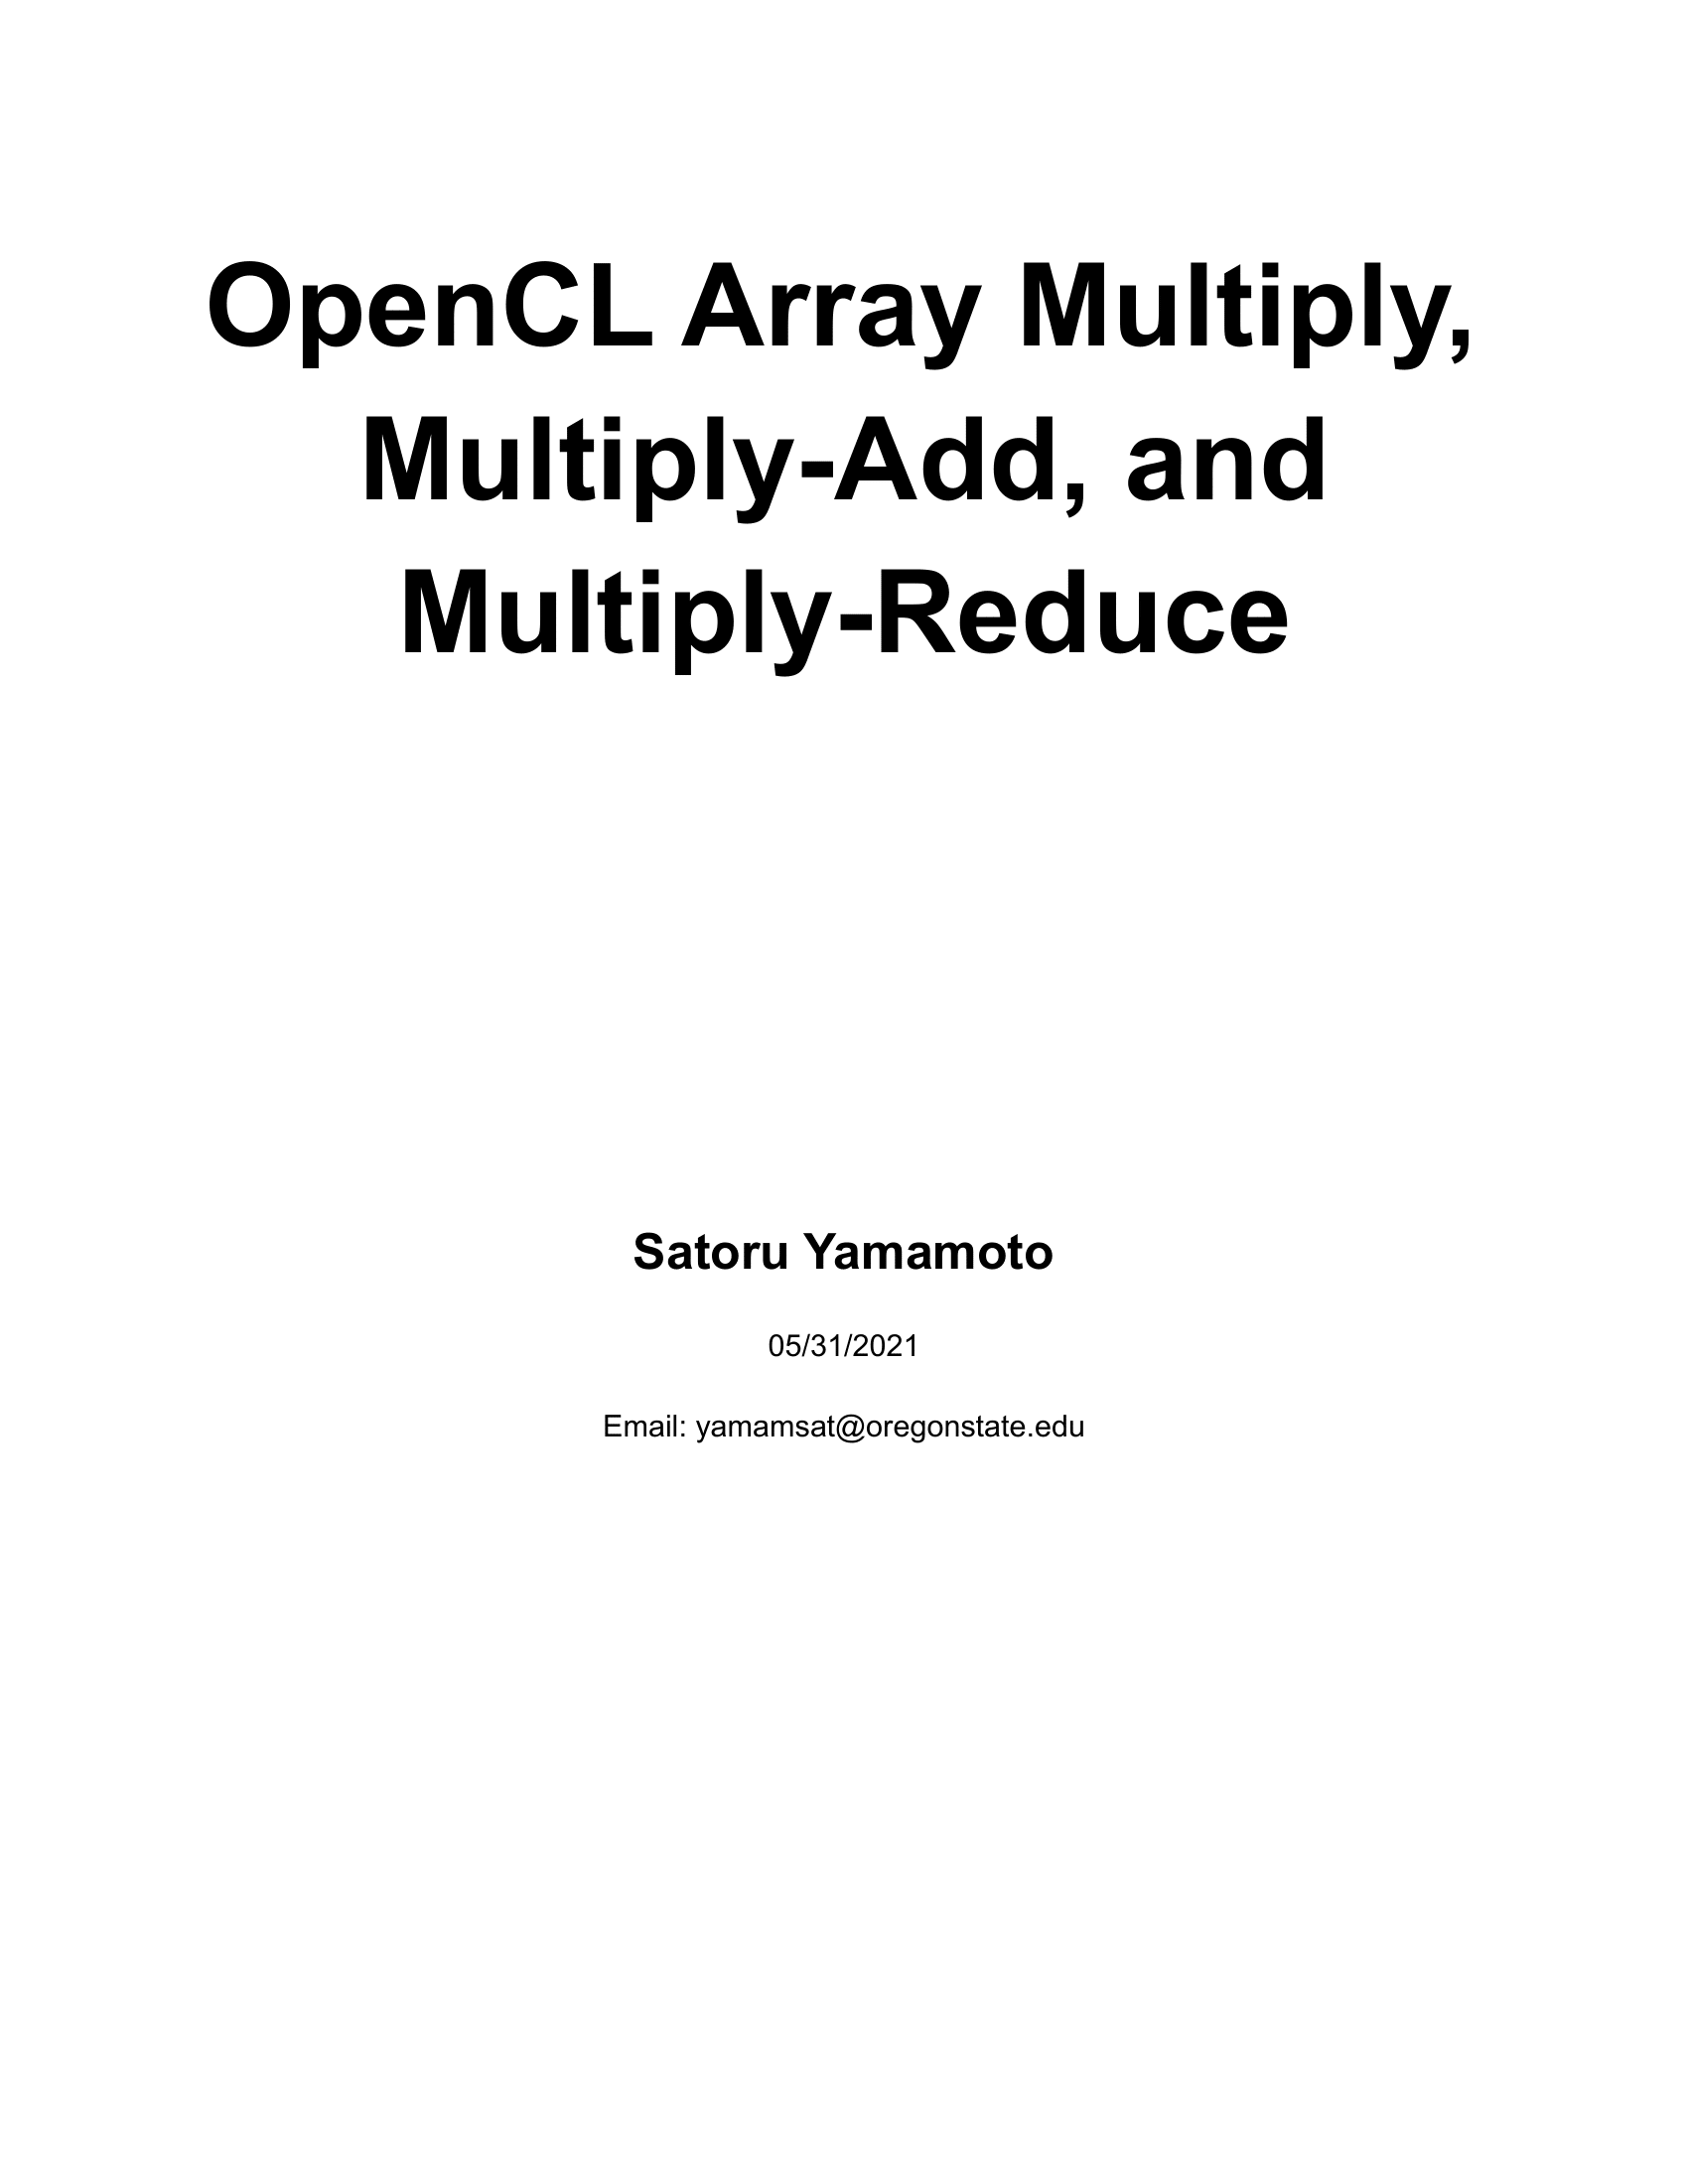 OpenCL Array Multiply,
Multiply-Add, and
Multiply-Reduce
Satoru Yamamoto
05/31/2021
Email: yamamsat@oregonstate.edu